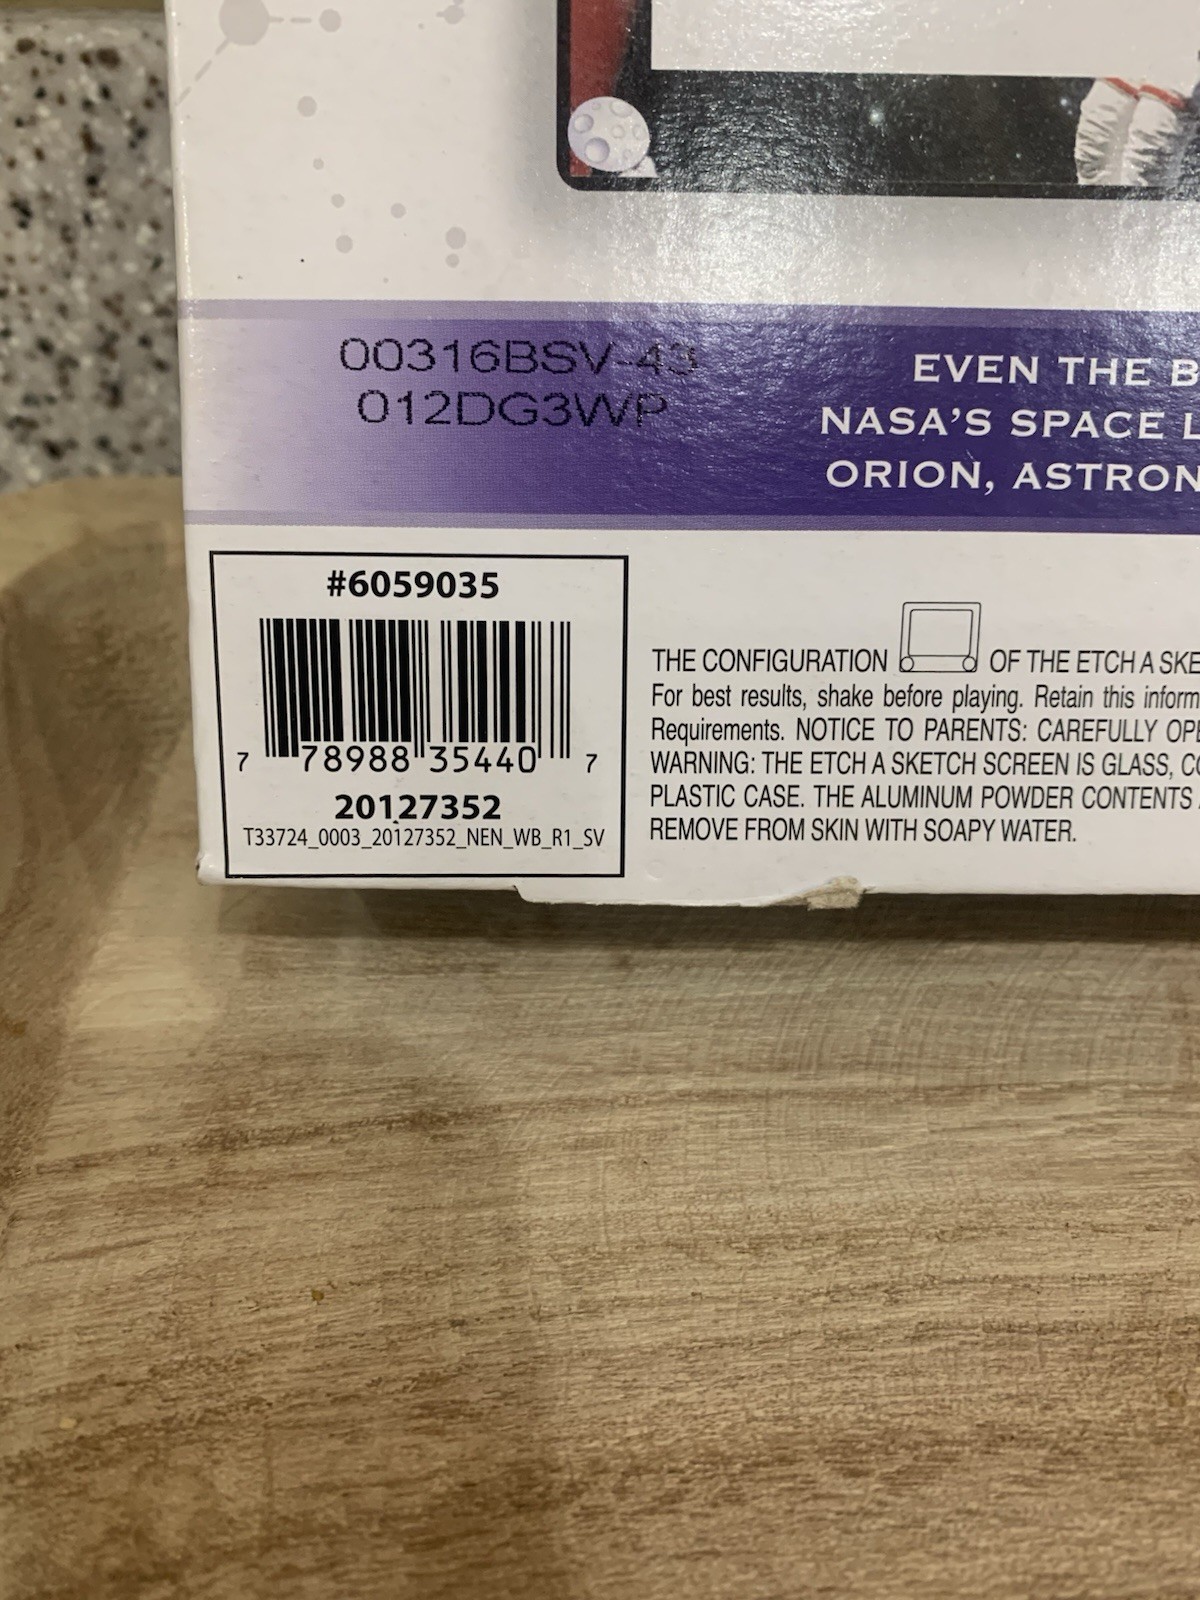 00316BSV-43
012DG3WP
EVEN THE B
NASA'S SPACE L
ORION, ASTRON
#6059035
7 78988 35440 7
20127352
T33724_0003_20127352_NEN_WB_R1_SV
THE CONFIGURATION OF THE ETCH A SKE
For best results, shake before playing. Retain this inform
Requirements. NOTICE TO PARENTS: CAREFULLY OPE
WARNING: THE ETCH A SKETCH SCREEN IS GLASS, CO
PLASTIC CASE. THE ALUMINUM POWDER CONTENTS
REMOVE FROM SKIN WITH SOAPY WATER.